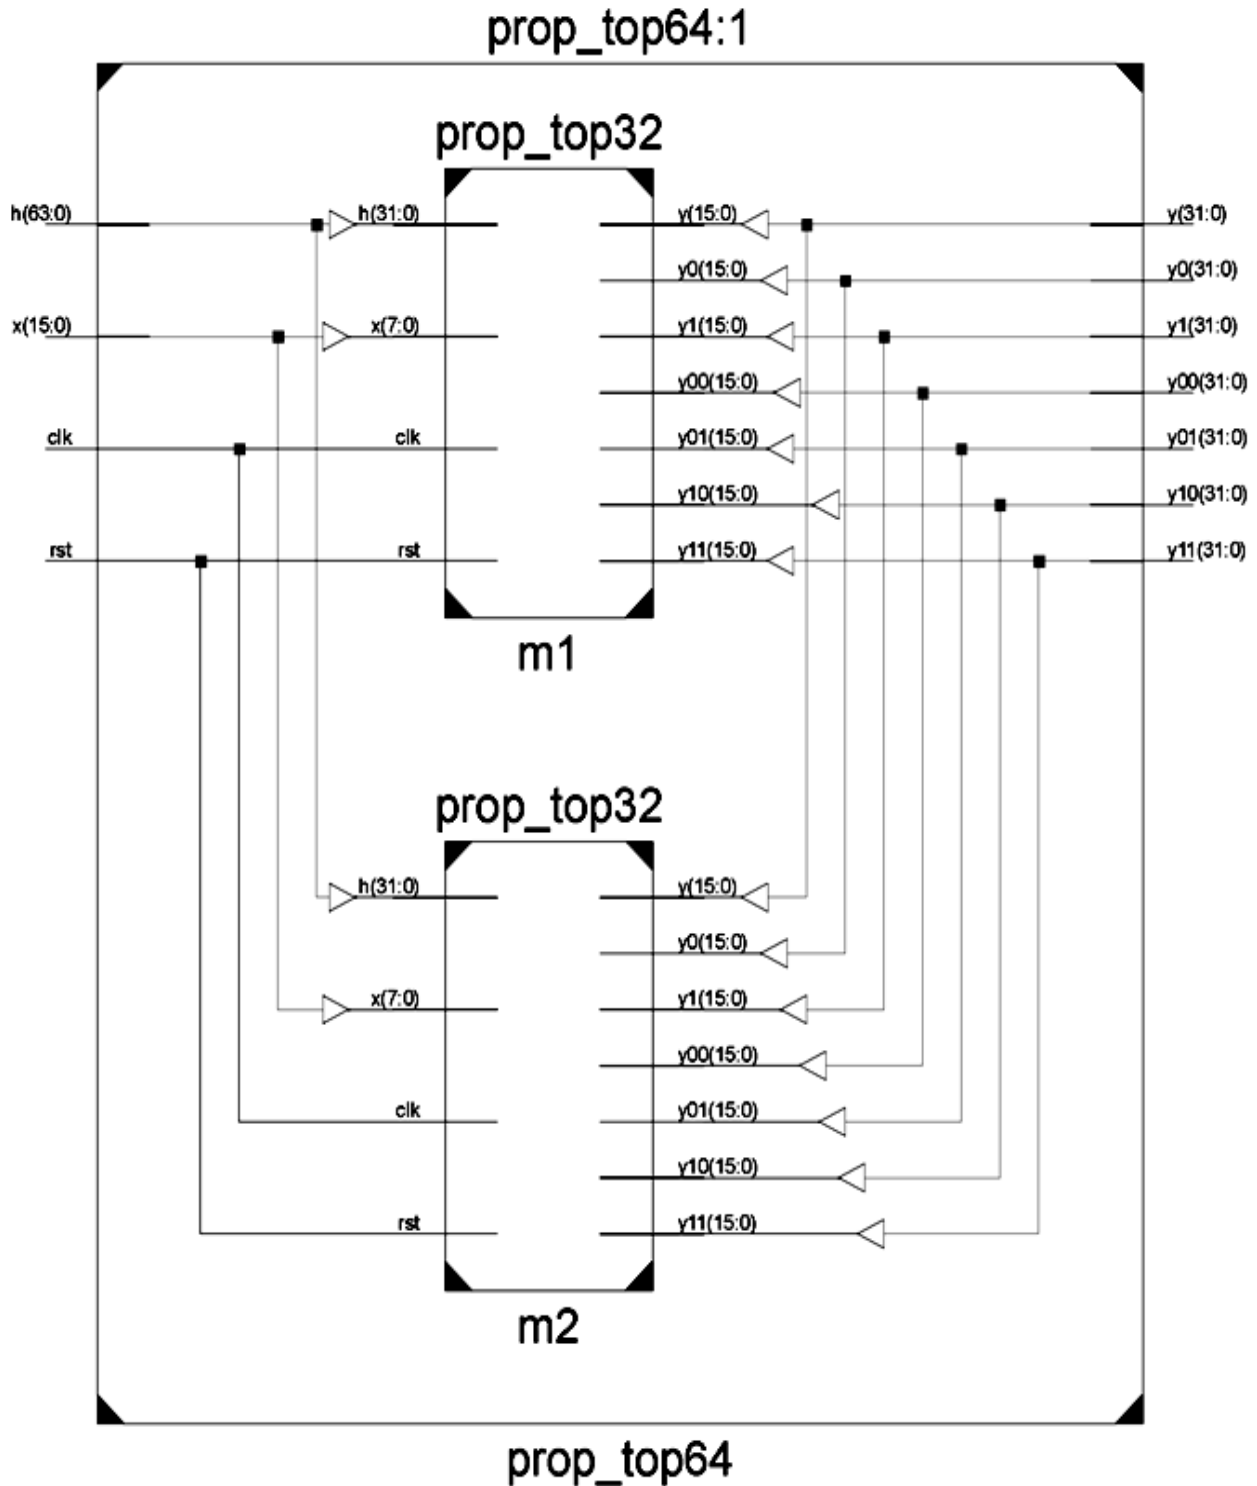 prop_top64:1
prop_top32
h(63:0) h(31:0) y(15:0) y(31:0)
y0(15:0) y0(31:0)
x(15:0) x(7:0) y1(15:0) y1(31:0)
y00(15:0) y00(31:0)
clk clk y01(15:0) y01(31:0)
y10(15:0) y10(31:0)
rst rst y11(15:0) y11(31:0)
m1
prop_top32
h(31:0) y(15:0)
y0(15:0)
x(7:0) y1(15:0)
y00(15:0)
clk y01(15:0)
y10(15:0)
rst y11(15:0)
m2
prop_top64